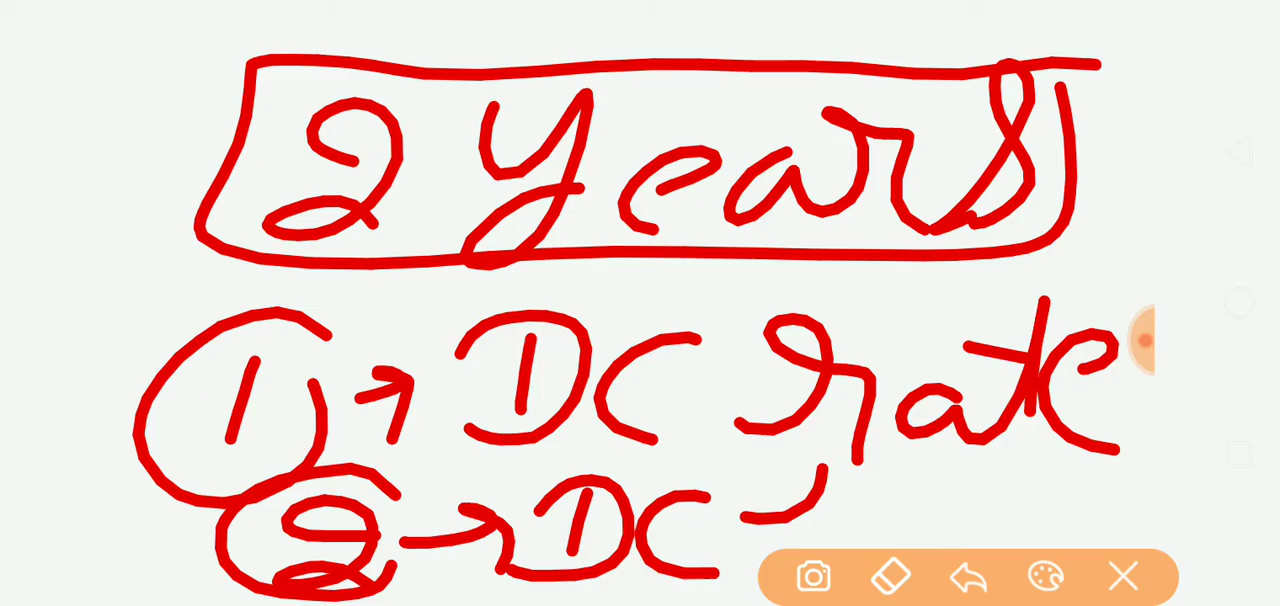 2 Years
1 → DC rate
2 → DC